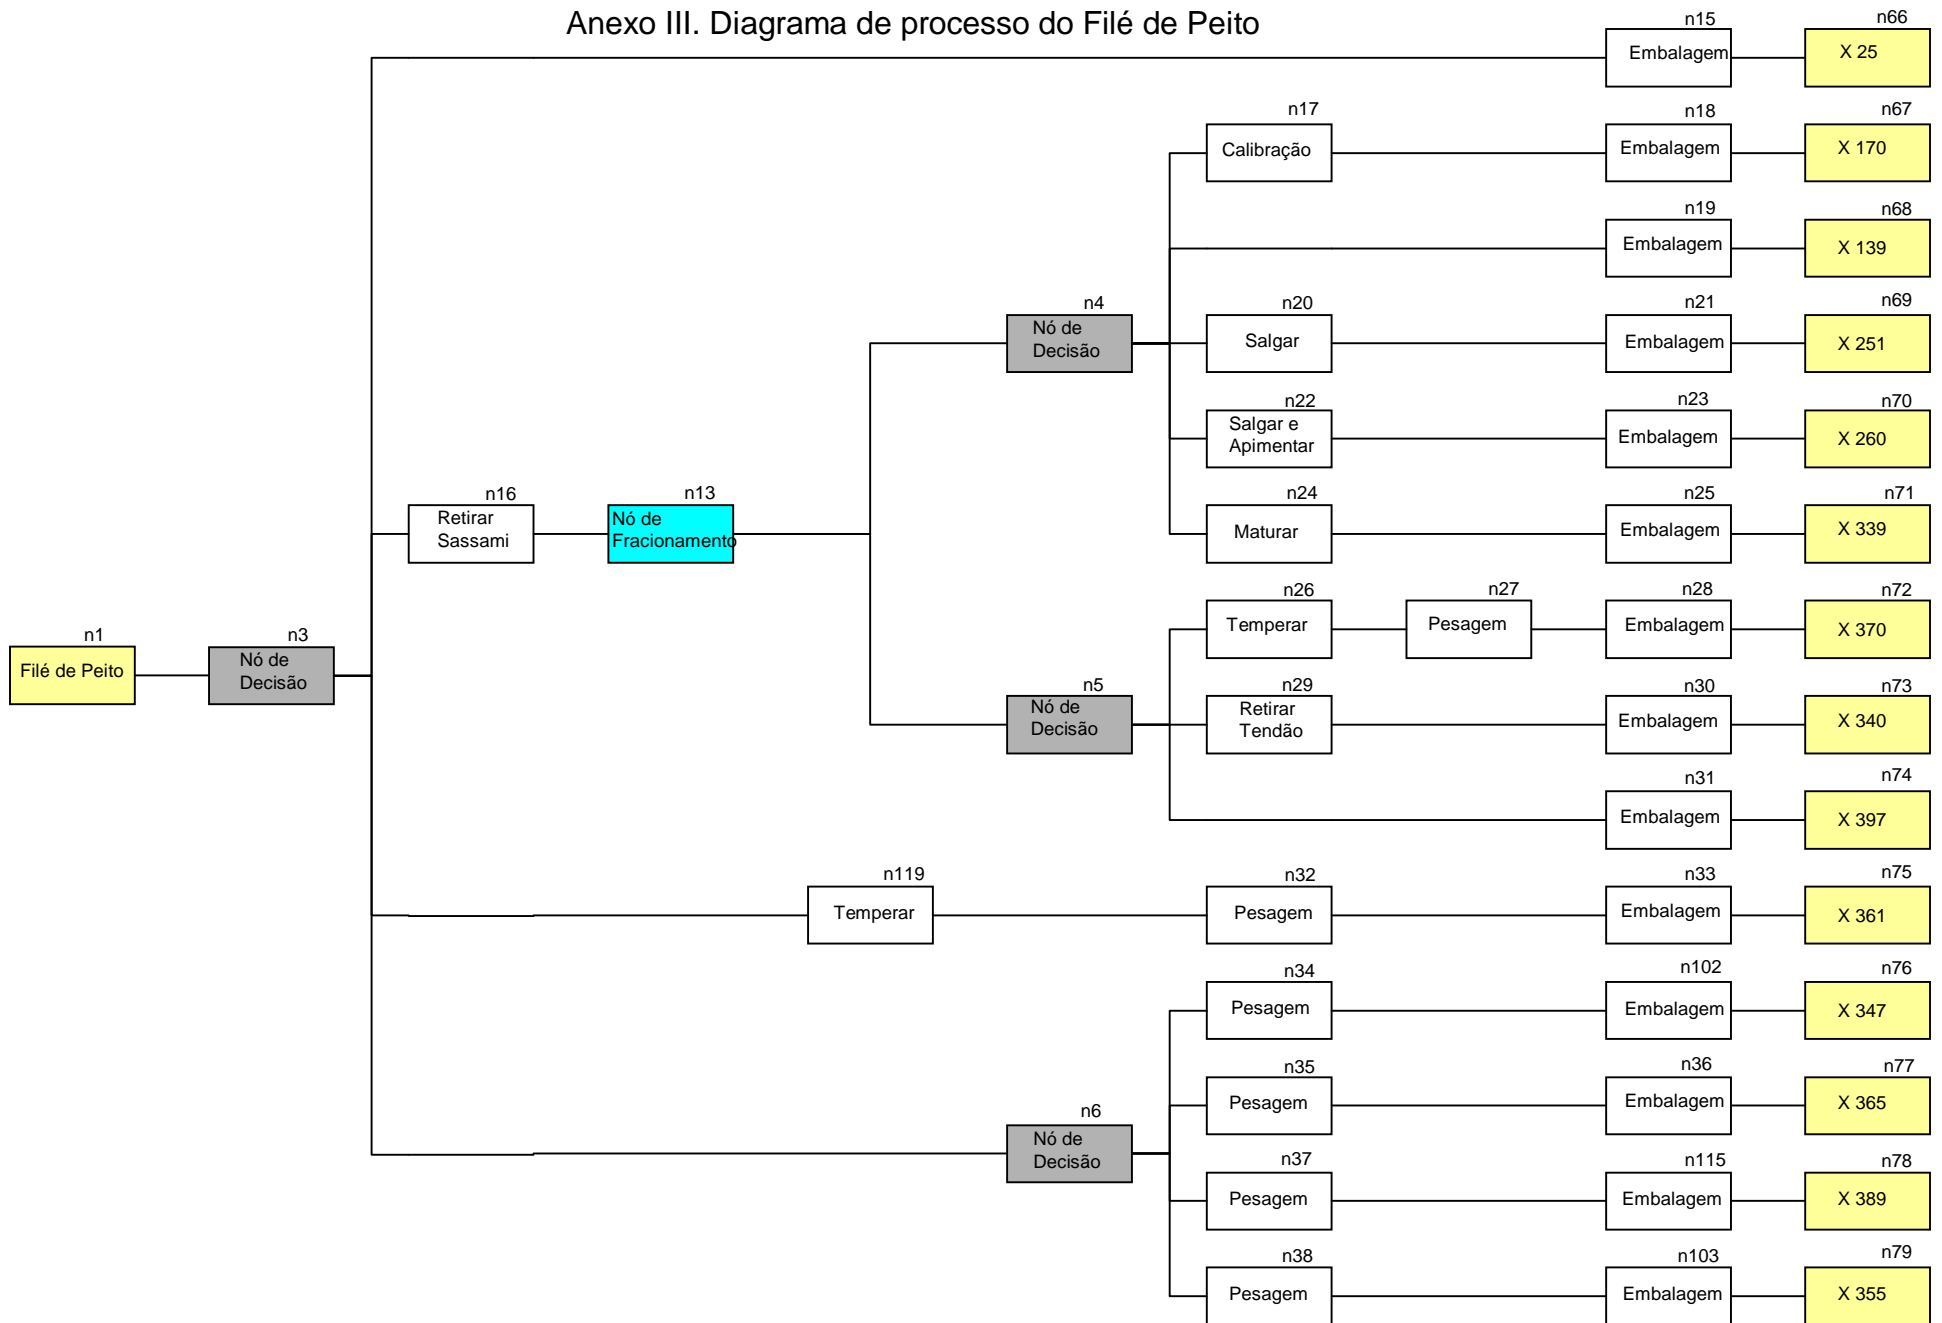 Anexo III. Diagrama de processo do Filé de Peito
n15 n66
Embalagem X 25
n17 n18 n67
Calibração Embalagem X 170
n19 n68
Embalagem X 139
n4 n20 n21 n69
Nó de
Decisão Salgar Embalagem X 251
n22 n23 n70
Salgar e
Apimentar Embalagem X 260
n16 n13 n24 n25 n71
Retirar Nó de
Sassami Fracionamento Maturar Embalagem X 339
n26 n27 n28 n72
Temperar Pesagem Embalagem X 370
n1 n3
Filé de Peito Nó de
Decisão
n5 n29 n30 n73
Nó de Retirar
Decisão Tendão Embalagem X 340
n31 n74
Embalagem X 397
n119 n32 n33 n75
Temperar Pesagem Embalagem X 361
n34 n102 n76
Pesagem Embalagem X 347
n35 n36 n77
Pesagem Embalagem X 365
n6
Nó de
Decisão
n37 n115 n78
Pesagem Embalagem X 389
n38 n103 n79
Pesagem Embalagem X 355